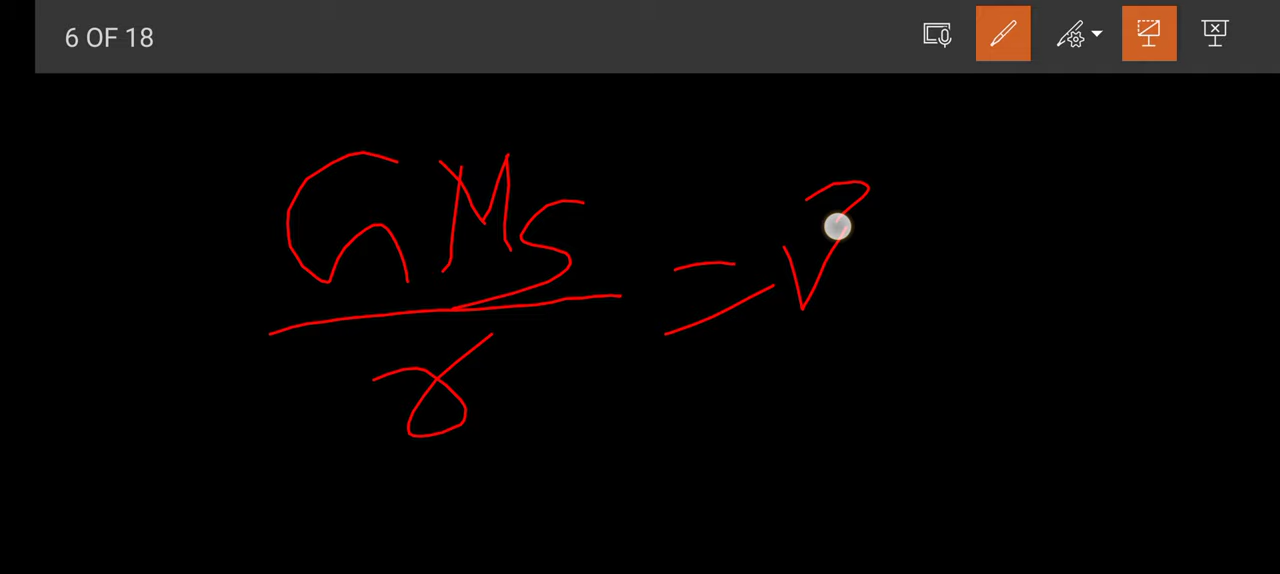 6 OF 18
GMs
r
= v²